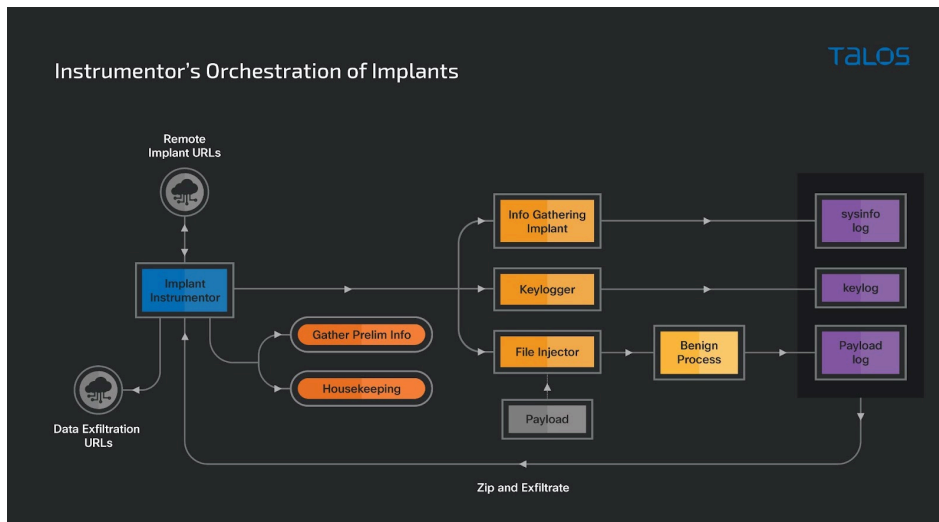 TALOS
Instrumentor's Orchestration of Implants
Remote
Implant URLs
Info Gathering
Implant
sysinfo
log
Implant
Instrumentor
Keylogger
keylog
Gather Prelim Info
File Injector
Benign
Process
Payload
log
Housekeeping
Payload
Data Exfiltration
URLs
Zip and Exfiltrate